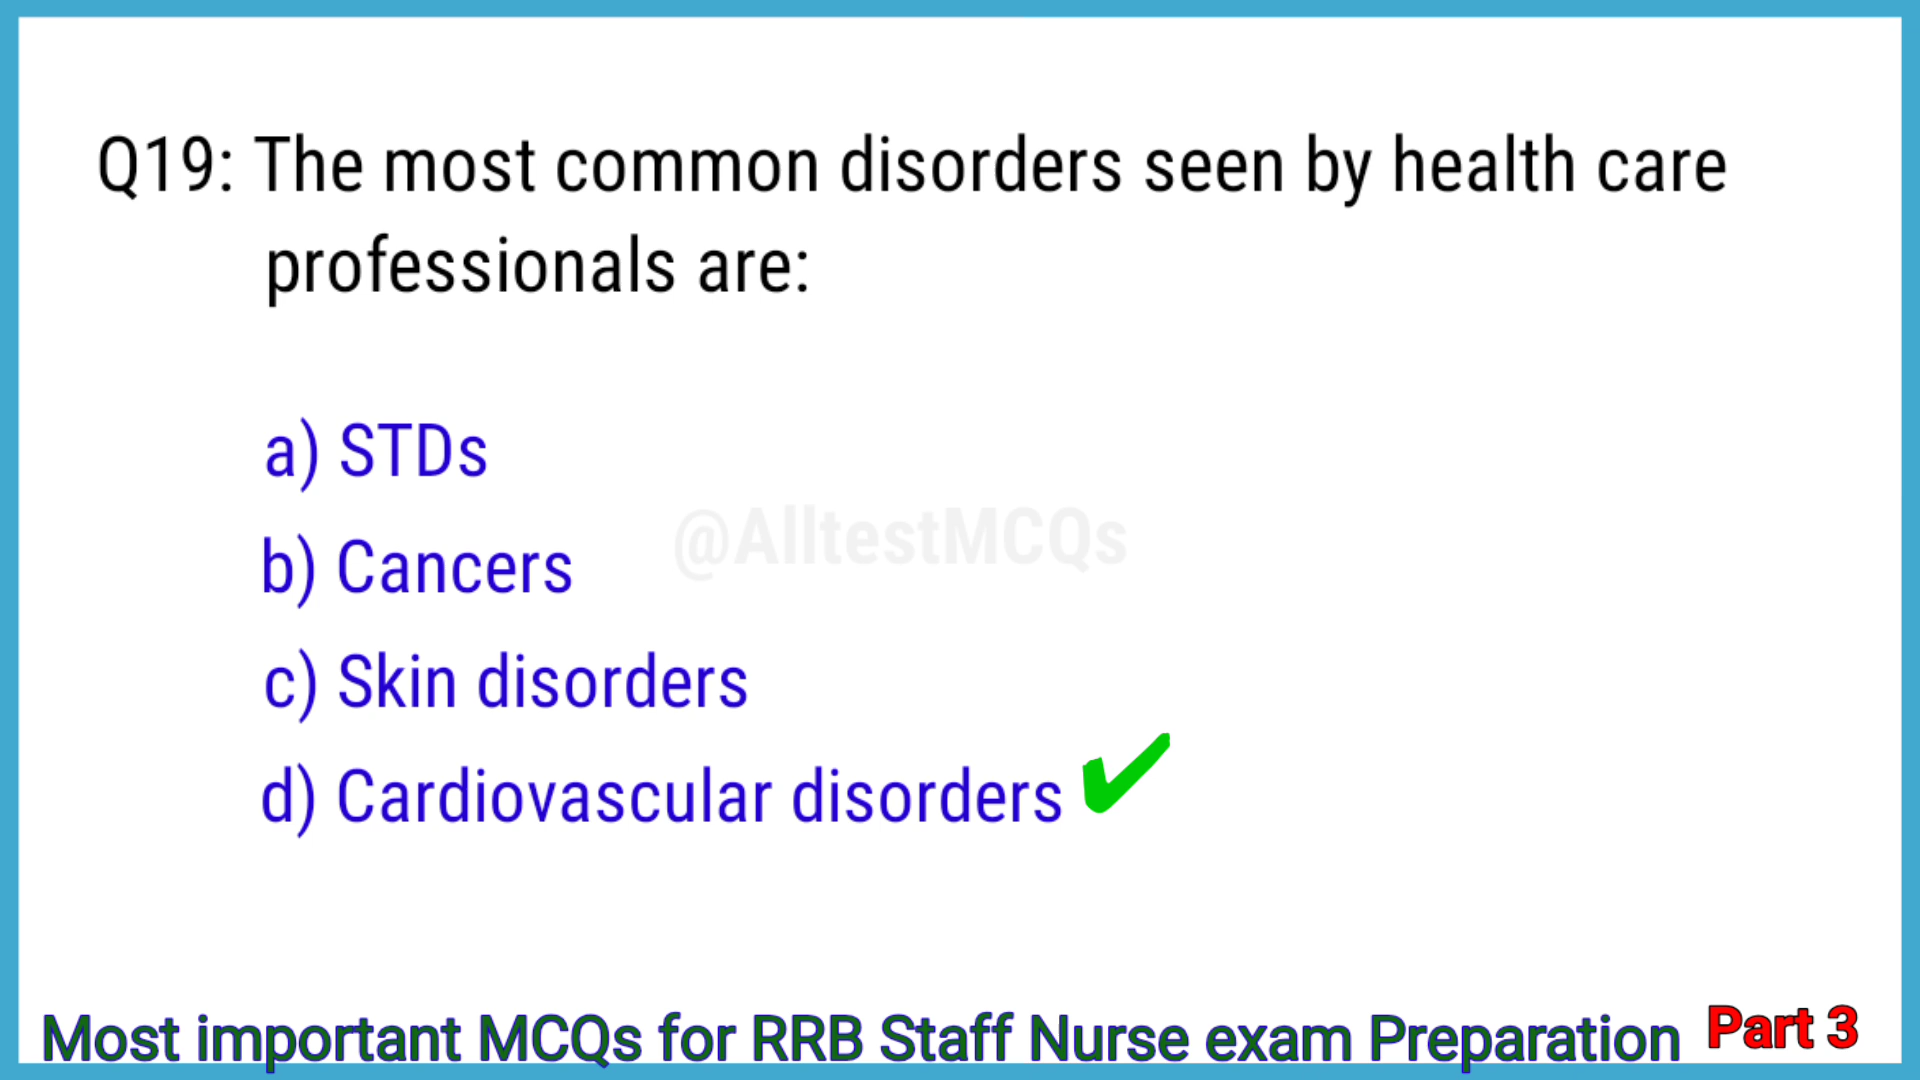 Q19: The most common disorders seen by health care
professionals are:
a) STDs
@AlltestMCQs
b) Cancers
c) Skin disorders
d) Cardiovascular disorders
Most important MCQs for RRB Staff Nurse exam Preparation Part 3